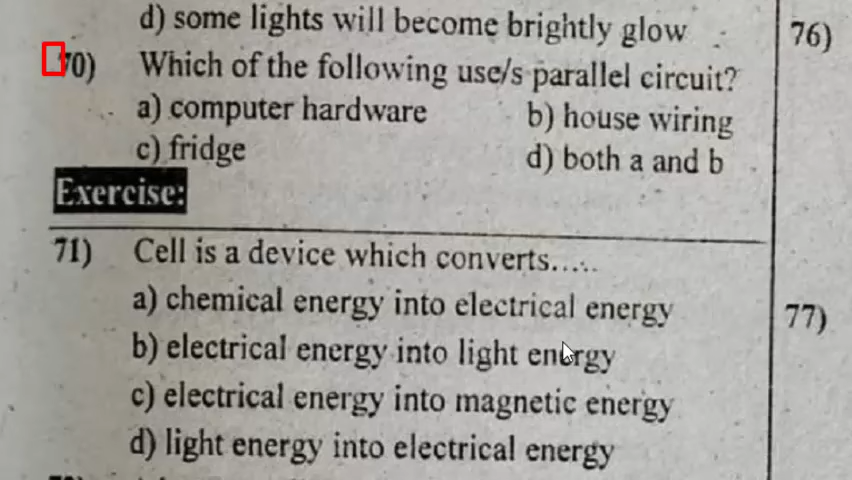 d) some lights will become brightly glow
70) Which of the following use/s parallel circuit?
a) computer hardware b) house wiring
c) fridge d) both a and b
Exercise:
71) Cell is a device which converts.....
a) chemical energy into electrical energy
b) electrical energy into light energy
c) electrical energy into magnetic energy
d) light energy into electrical energy
76)
77)